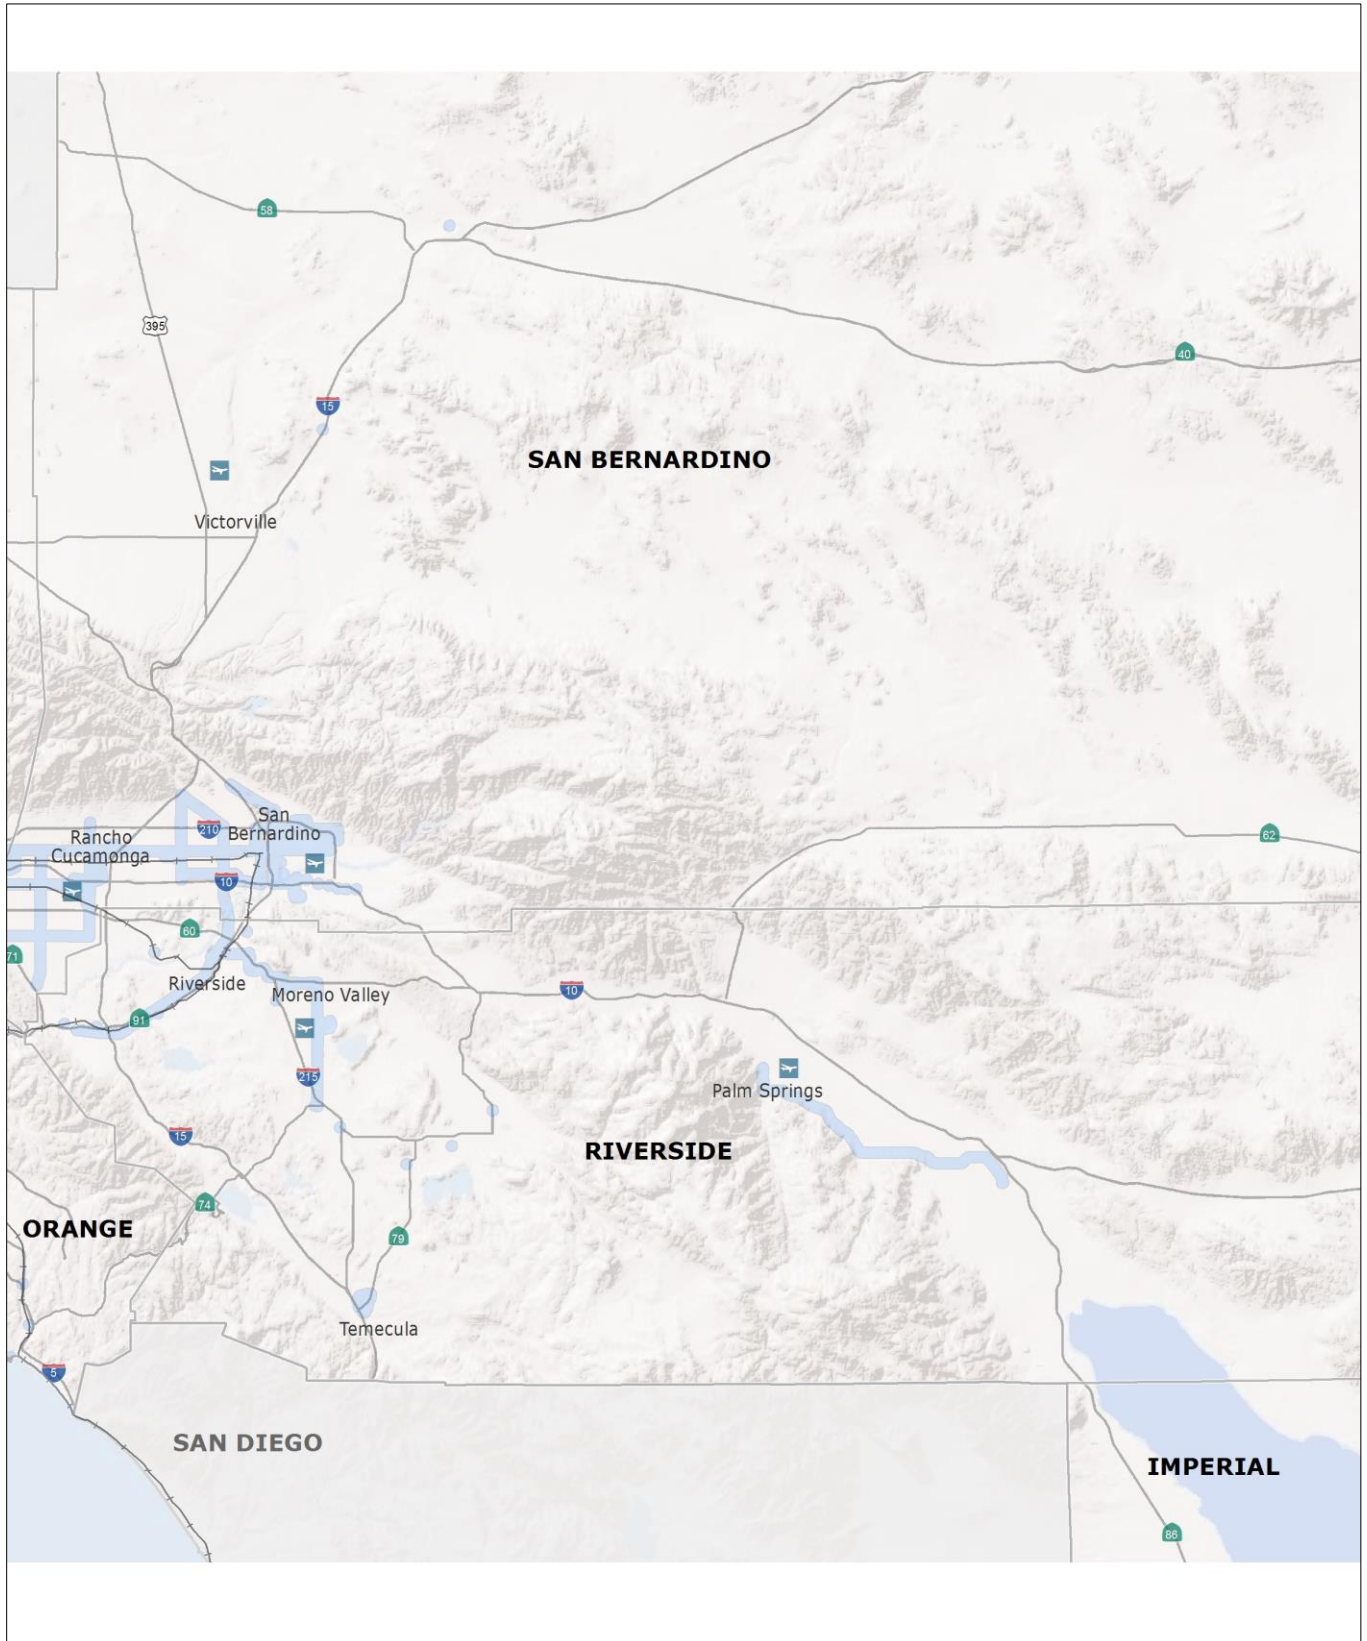 58
395
40
15
SAN BERNARDINO
Victorville
San
Bernardino
210
Rancho
Cucamonga
62
10
60
71
Riverside
Moreno Valley
10
91
215
Palm Springs
15
RIVERSIDE
74
ORANGE
79
Temecula
5
SAN DIEGO
IMPERIAL
86